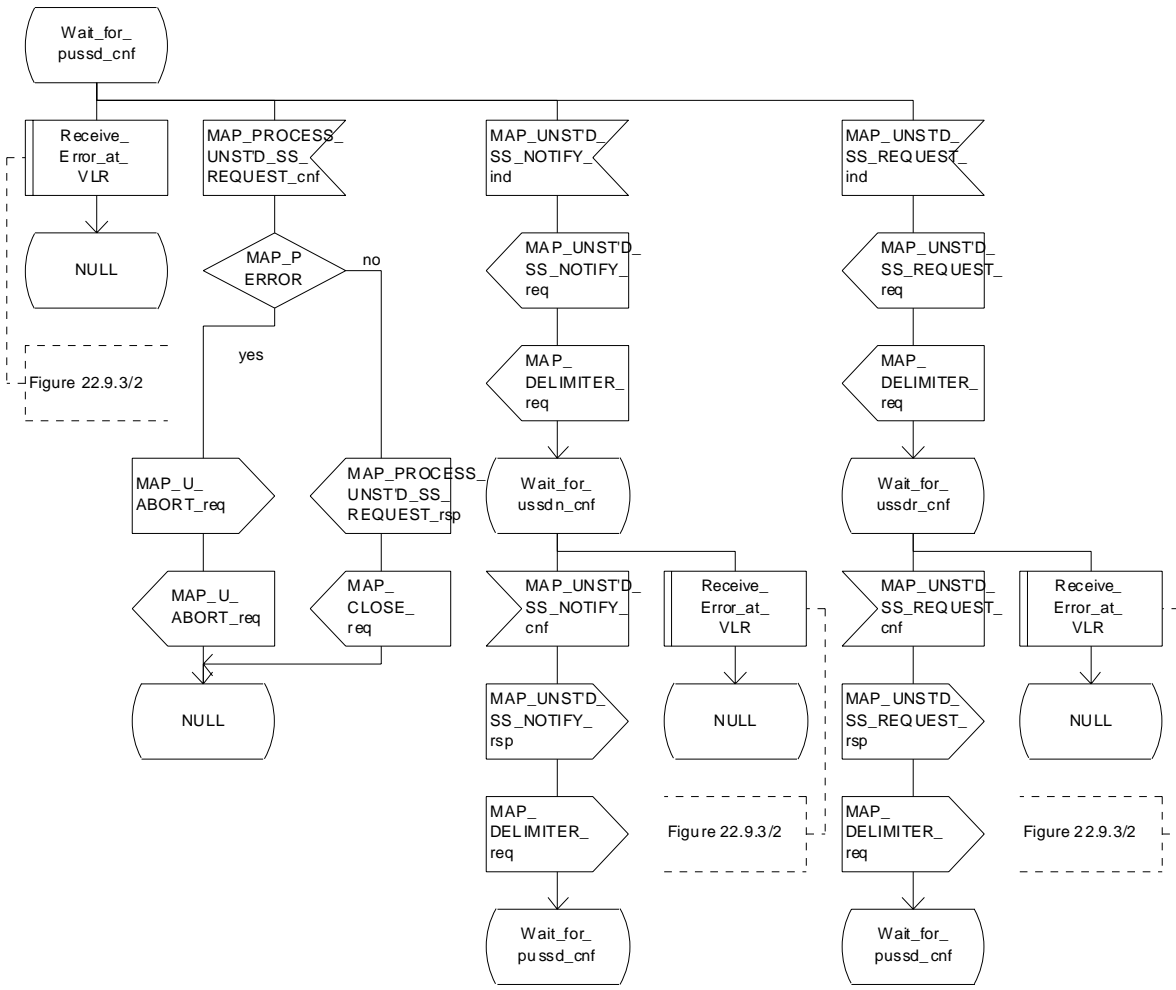 Wait_for_
pussd_cnf
Receive_
Error_at_
VLR
MAP_PROCESS_
UNST'D_SS_
REQUEST_cnf
MAP_UNST'D_
SS_NOTIFY_
ind
MAP_UNST'D_
SS_REQUEST_
ind
NULL
MAP_P
ERROR
no
yes
MAP_UNST'D_
SS_NOTIFY_
req
MAP_UNST'D_
SS_REQUEST_
req
Figure 22.9.3/2
MAP_
DELIMITER_
req
MAP_
DELIMITER_
req
MAP_U_
ABORT_req
MAP_PROCESS_
UNST'D_SS_
REQUEST_rsp
Wait_for_
ussdn_cnf
Wait_for_
ussdr_cnf
MAP_U_
ABORT_req
MAP_
CLOSE_
req
MAP_UNST'D_
SS_NOTIFY_
cnf
Receive_
Error_at_
VLR
MAP_UNST'D_
SS_REQUEST_
cnf
Receive_
Error_at_
VLR
NULL
MAP_UNST'D_
SS_NOTIFY_
rsp
NULL
MAP_UNST'D_
SS_REQUEST_
rsp
NULL
MAP_
DELIMITER_
req
Figure 22.9.3/2
MAP_
DELIMITER_
req
Figure 22.9.3/2
Wait_for_
pussd_cnf
Wait_for_
pussd_cnf